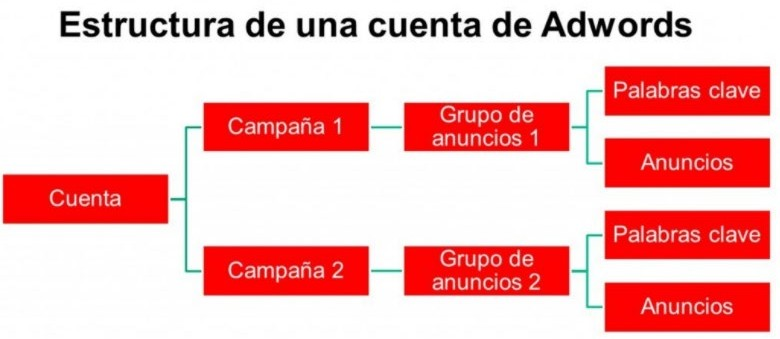 Estructura de una cuenta de Adwords
Cuenta
Campaña 1
Grupo de
anuncios 1
Palabras clave
Anuncios
Campaña 2
Grupo de
anuncios 2
Palabras clave
Anuncios